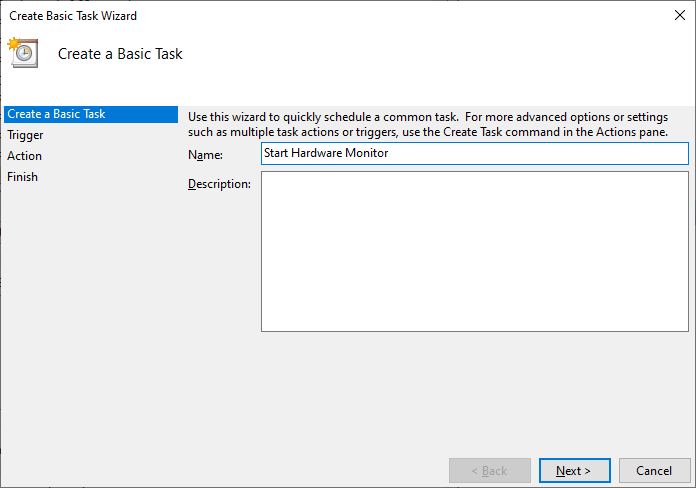 Create Basic Task Wizard
Create a Basic Task
Create a Basic Task
Trigger
Action
Finish
Use this wizard to quickly schedule a common task.  For more advanced options or settings
such as multiple task actions or triggers, use the Create Task command in the Actions pane.
Name:
Start Hardware Monitor
Description:
< Back
Next >
Cancel